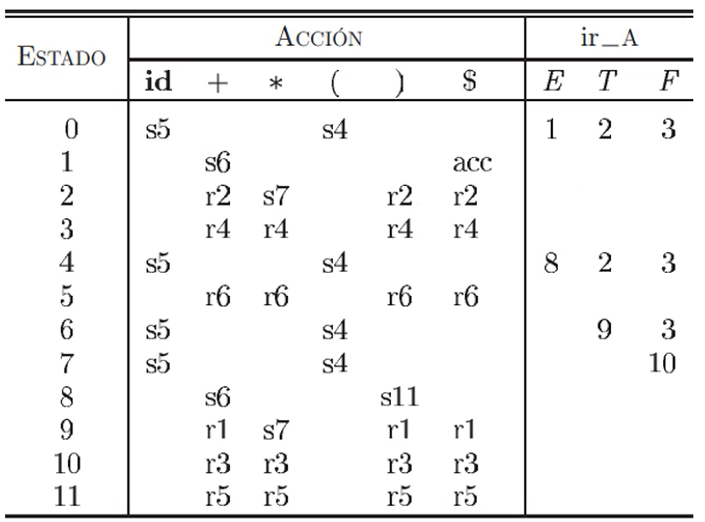 ESTADO ACCIÓN ir_A
id + * ( ) $ E T F
0 s5 s4 1 2 3
1 s6 acc
2 r2 s7 r2 r2
3 r4 r4 r4 r4
4 s5 s4 8 2 3
5 r6 r6 r6 r6
6 s5 s4 9 3
7 s5 s4 10
8 s6 s11
9 r1 s7 r1 r1
10 r3 r3 r3 r3
11 r5 r5 r5 r5